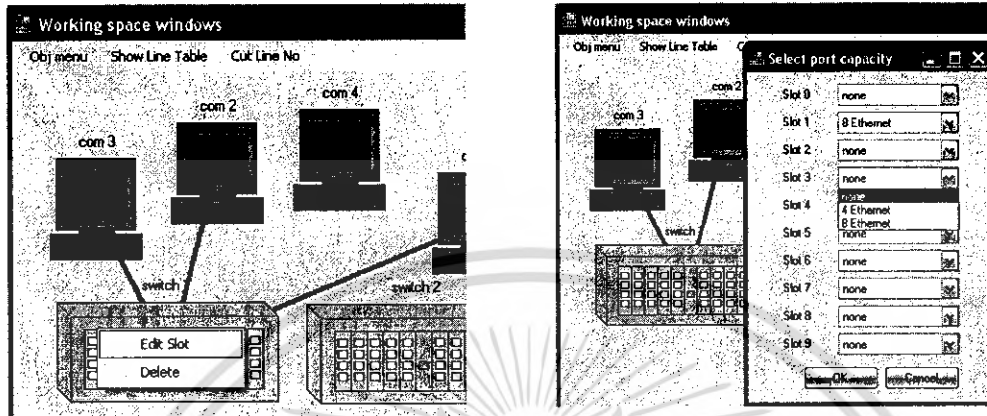 Working space windows
Obj menu Show Line Table Cut Line No
com 4
com 2
com 3
switch
switch 2
Edit Slot
Delete
Working space windows
Obj menu Show Line Table
Select port capacity
com 2
com 3
switch
Slot 0 none
Slot 1 8 Ethernet
Slot 2 none
Slot 3 none
none
Slot 4 4 Ethernet
8 Ethernet
Slot 5 none
Slot 6 none
Slot 7 none
Slot 8 none
Slot 9 none
OK Cancel